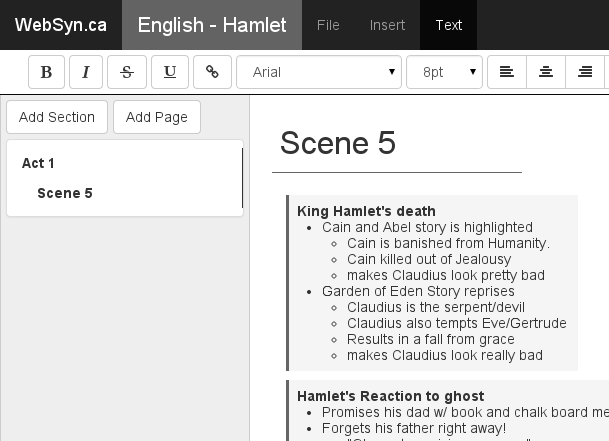 WebSyn.ca English - Hamlet File Insert Text
B I S U Arial 8pt
Add Section Add Page
Act 1
Scene 5
Scene 5
King Hamlet's death
Cain and Abel story is highlighted
Cain is banished from Humanity.
Cain killed out of Jealousy
makes Claudius look pretty bad
Garden of Eden Story reprises
Claudius is the serpent/devil
Claudius also tempts Eve/Gertrude
Results in a fall from grace
makes Claudius look really bad
Hamlet's Reaction to ghost
Promises his dad w/ book and chalk board me
Forgets his father right away!